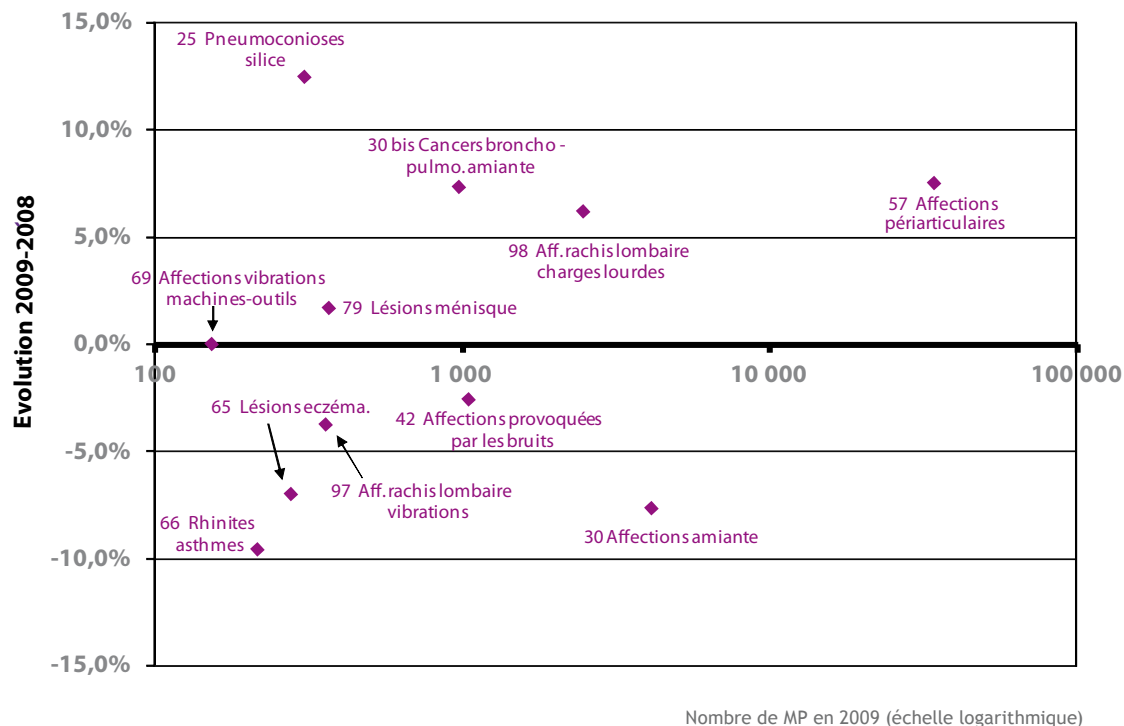 15,0%
25 Pneumoconioses
silice
10,0%
30 bis Cancers broncho -
pulmo. amiante
57 Affections
périarticulaires
5,0%
98 Aff. rachis lombaire
charges lourdes
69 Affections vibrations
machines-outils
79 Lésions ménisque
0,0%
100
1 000
10 000
100 000
Evolution 2009-2008
65 Lésions eczéma.
42 Affections provoquées
par les bruits
-5,0%
97 Aff. rachis lombaire
vibrations
66 Rhinites
asthmes
30 Affections amiante
-10,0%
-15,0%
Nombre de MP en 2009 (échelle logarithmique)